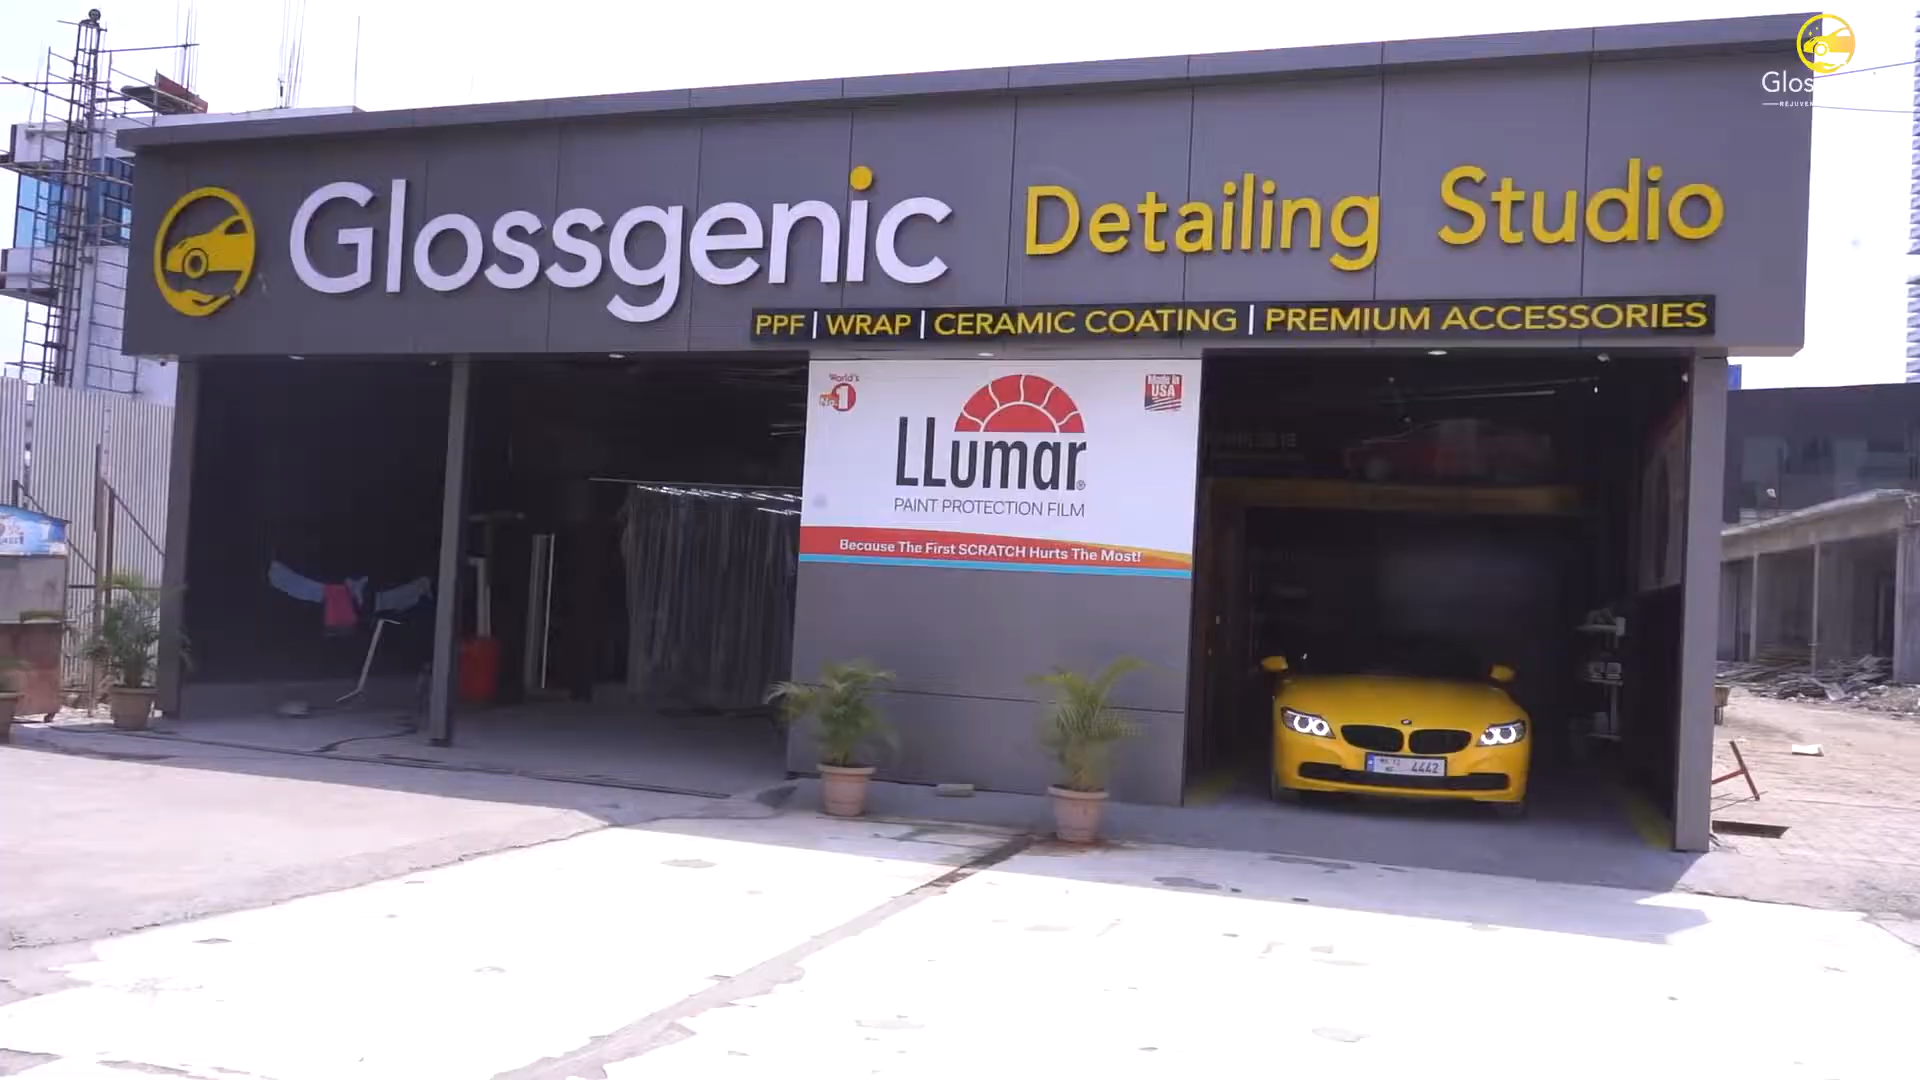 Glossgenic Detailing Studio
PPF | WRAP | CERAMIC COATING | PREMIUM ACCESSORIES
World's
No.1
Made in
USA
LLumar®
PAINT PROTECTION FILM
Because The First SCRATCH Hurts The Most!
4442